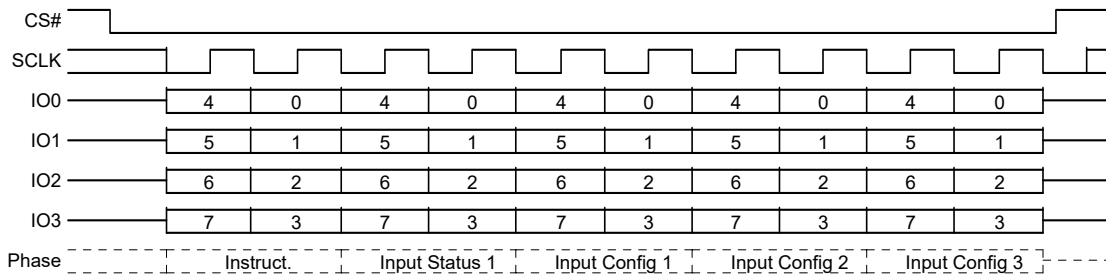 CS#
SCLK
IO0 4 0 4 0 4 0 4 0 4 0
IO1 5 1 5 1 5 1 5 1 5 1
IO2 6 2 6 2 6 2 6 2 6 2
IO3 7 3 7 3 7 3 7 3 7 3
Phase Instruct. Input Status 1 Input Config 1 Input Config 2 Input Config 3